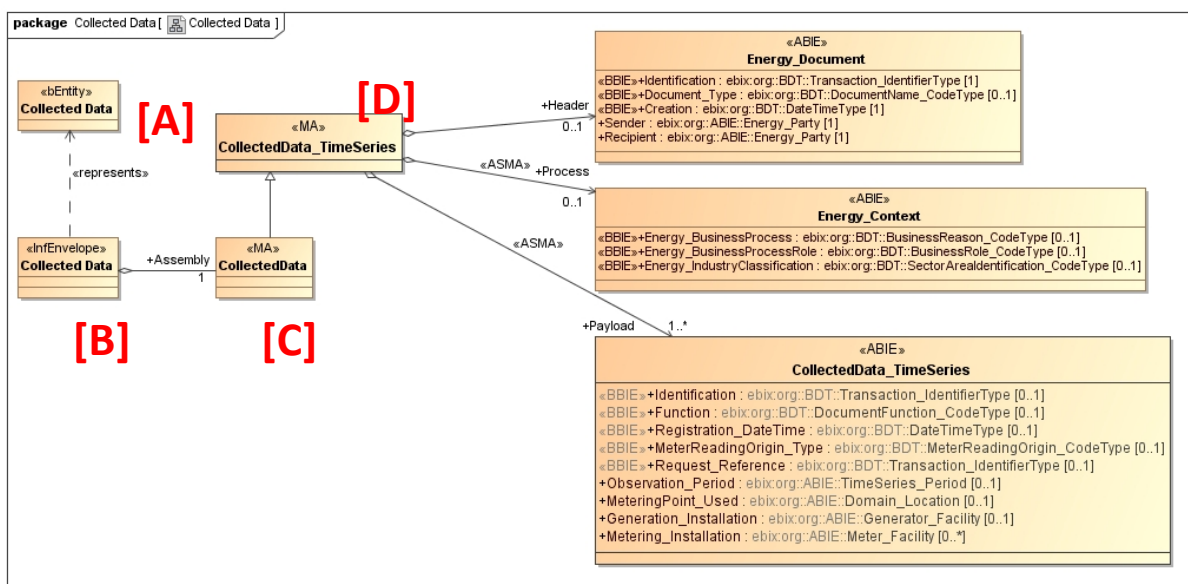 package Collected Data [ Collected Data ]
«bEntity»
Collected Data
[A]
«represents»
«InfEnvelope»
Collected Data
[B]
+Assembly
1
«MA»
CollectedData
[C]
[D]
«MA»
CollectedData_TimeSeries
+Header
0..1
«ASMA»
+Process
0..1
«ASMA»
+Payload
1..*
«ABIE»
Energy_Document
«BBIE»+Identification : ebix:org::BDT::Transaction_IdentifierType [1]
«BBIE»+Document_Type : ebix:org::BDT::DocumentName_CodeType [0..1]
«BBIE»+Creation : ebix:org::BDT::DateTimeType [1]
+Sender : ebix:org::ABIE::Energy_Party [1]
+Recipient : ebix:org::ABIE::Energy_Party [1]
«ABIE»
Energy_Context
«BBIE»+Energy_BusinessProcess : ebix:org::BDT::BusinessReason_CodeType [0..1]
«BBIE»+Energy_BusinessProcessRole : ebix:org::BDT::BusinessRole_CodeType [0..1]
«BBIE»+Energy_IndustryClassification : ebix:org::BDT::SectorAreaIdentification_CodeType [0..1]
«ABIE»
CollectedData_TimeSeries
«BBIE»+Identification : ebix:org::BDT::Transaction_IdentifierType [0..1]
«BBIE»+Function : ebix:org::BDT::DocumentFunction_CodeType [0..1]
«BBIE»+Registration_DateTime : ebix:org::BDT::DateTimeType [0..1]
«BBIE»+MeterReadingOrigin_Type : ebix:org::BDT::MeterReadingOrigin_CodeType [0..1]
«BBIE»+Request_Reference : ebix:org::BDT::Transaction_IdentifierType [0..1]
+Observation_Period : ebix:org::ABIE::TimeSeries_Period [0..1]
+MeteringPoint_Used : ebix:org::ABIE::Domain_Location [0..1]
+Generation_Installation : ebix:org::ABIE::Generator_Facility [0..1]
+Metering_Installation : ebix:org::ABIE::Meter_Facility [0..*]